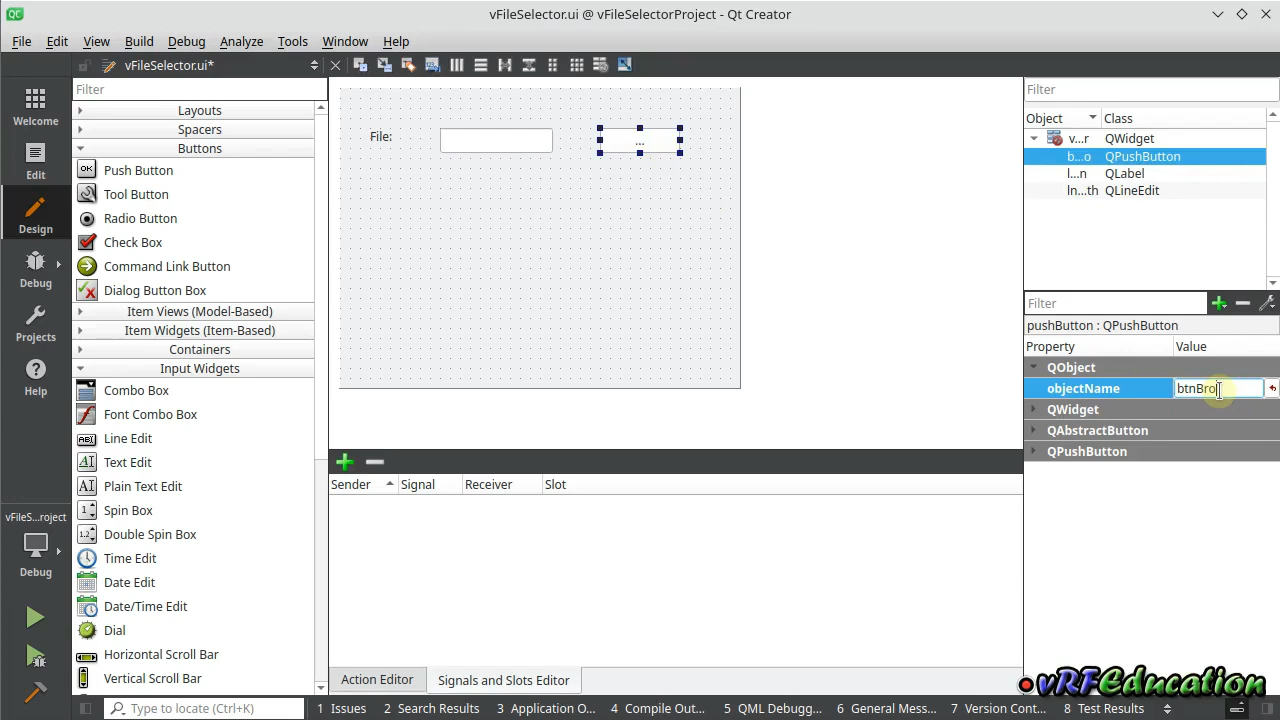 vFileSelector.ui @ vFileSelectorProject - Qt Creator
File Edit View Build Debug Analyze Tools Window Help
vFileSelector.ui*
Welcome
Edit
Design
Debug
Projects
Help
vFileS...roject
Debug
Filter
Layouts
Spacers
Buttons
Push Button
Tool Button
Radio Button
Check Box
Command Link Button
Dialog Button Box
Item Views (Model-Based)
Item Widgets (Item-Based)
Containers
Input Widgets
Combo Box
Font Combo Box
Line Edit
Text Edit
Plain Text Edit
Spin Box
Double Spin Box
Time Edit
Date Edit
Date/Time Edit
Dial
Horizontal Scroll Bar
Vertical Scroll Bar
File:
...
Sender Signal Receiver Slot
Action Editor Signals and Slots Editor
Filter
Object Class
v...r QWidget
b...o QPushButton
l...n QLabel
ln...th QLineEdit
Filter
pushButton : QPushButton
Property Value
QObject
objectName btnBro
QWidget
QAbstractButton
QPushButton
vRFEducation
Type to locate (Ctrl+K) 1 Issues 2 Search Results 3 Application O... 4 Compile Out... 5 QML Debugg... 6 General Mess... 7 Version Cont... 8 Test Results